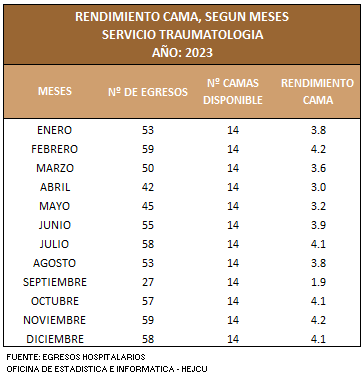 RENDIMIENTO CAMA, SEGUN MESES
SERVICIO TRAUMATOLOGIA
AÑO: 2023
MESES Nº DE EGRESOS Nº CAMAS DISPONIBLE RENDIMIENTO CAMA
ENERO 53 14 3.8
FEBRERO 59 14 4.2
MARZO 50 14 3.6
ABRIL 42 14 3.0
MAYO 45 14 3.2
JUNIO 55 14 3.9
JULIO 58 14 4.1
AGOSTO 53 14 3.8
SEPTIEMBRE 27 14 1.9
OCTUBRE 57 14 4.1
NOVIEMBRE 59 14 4.2
DICIEMBRE 58 14 4.1
FUENTE: EGRESOS HOSPITALARIOS
OFICINA DE ESTADISTICA E INFORMATICA - HEJCU